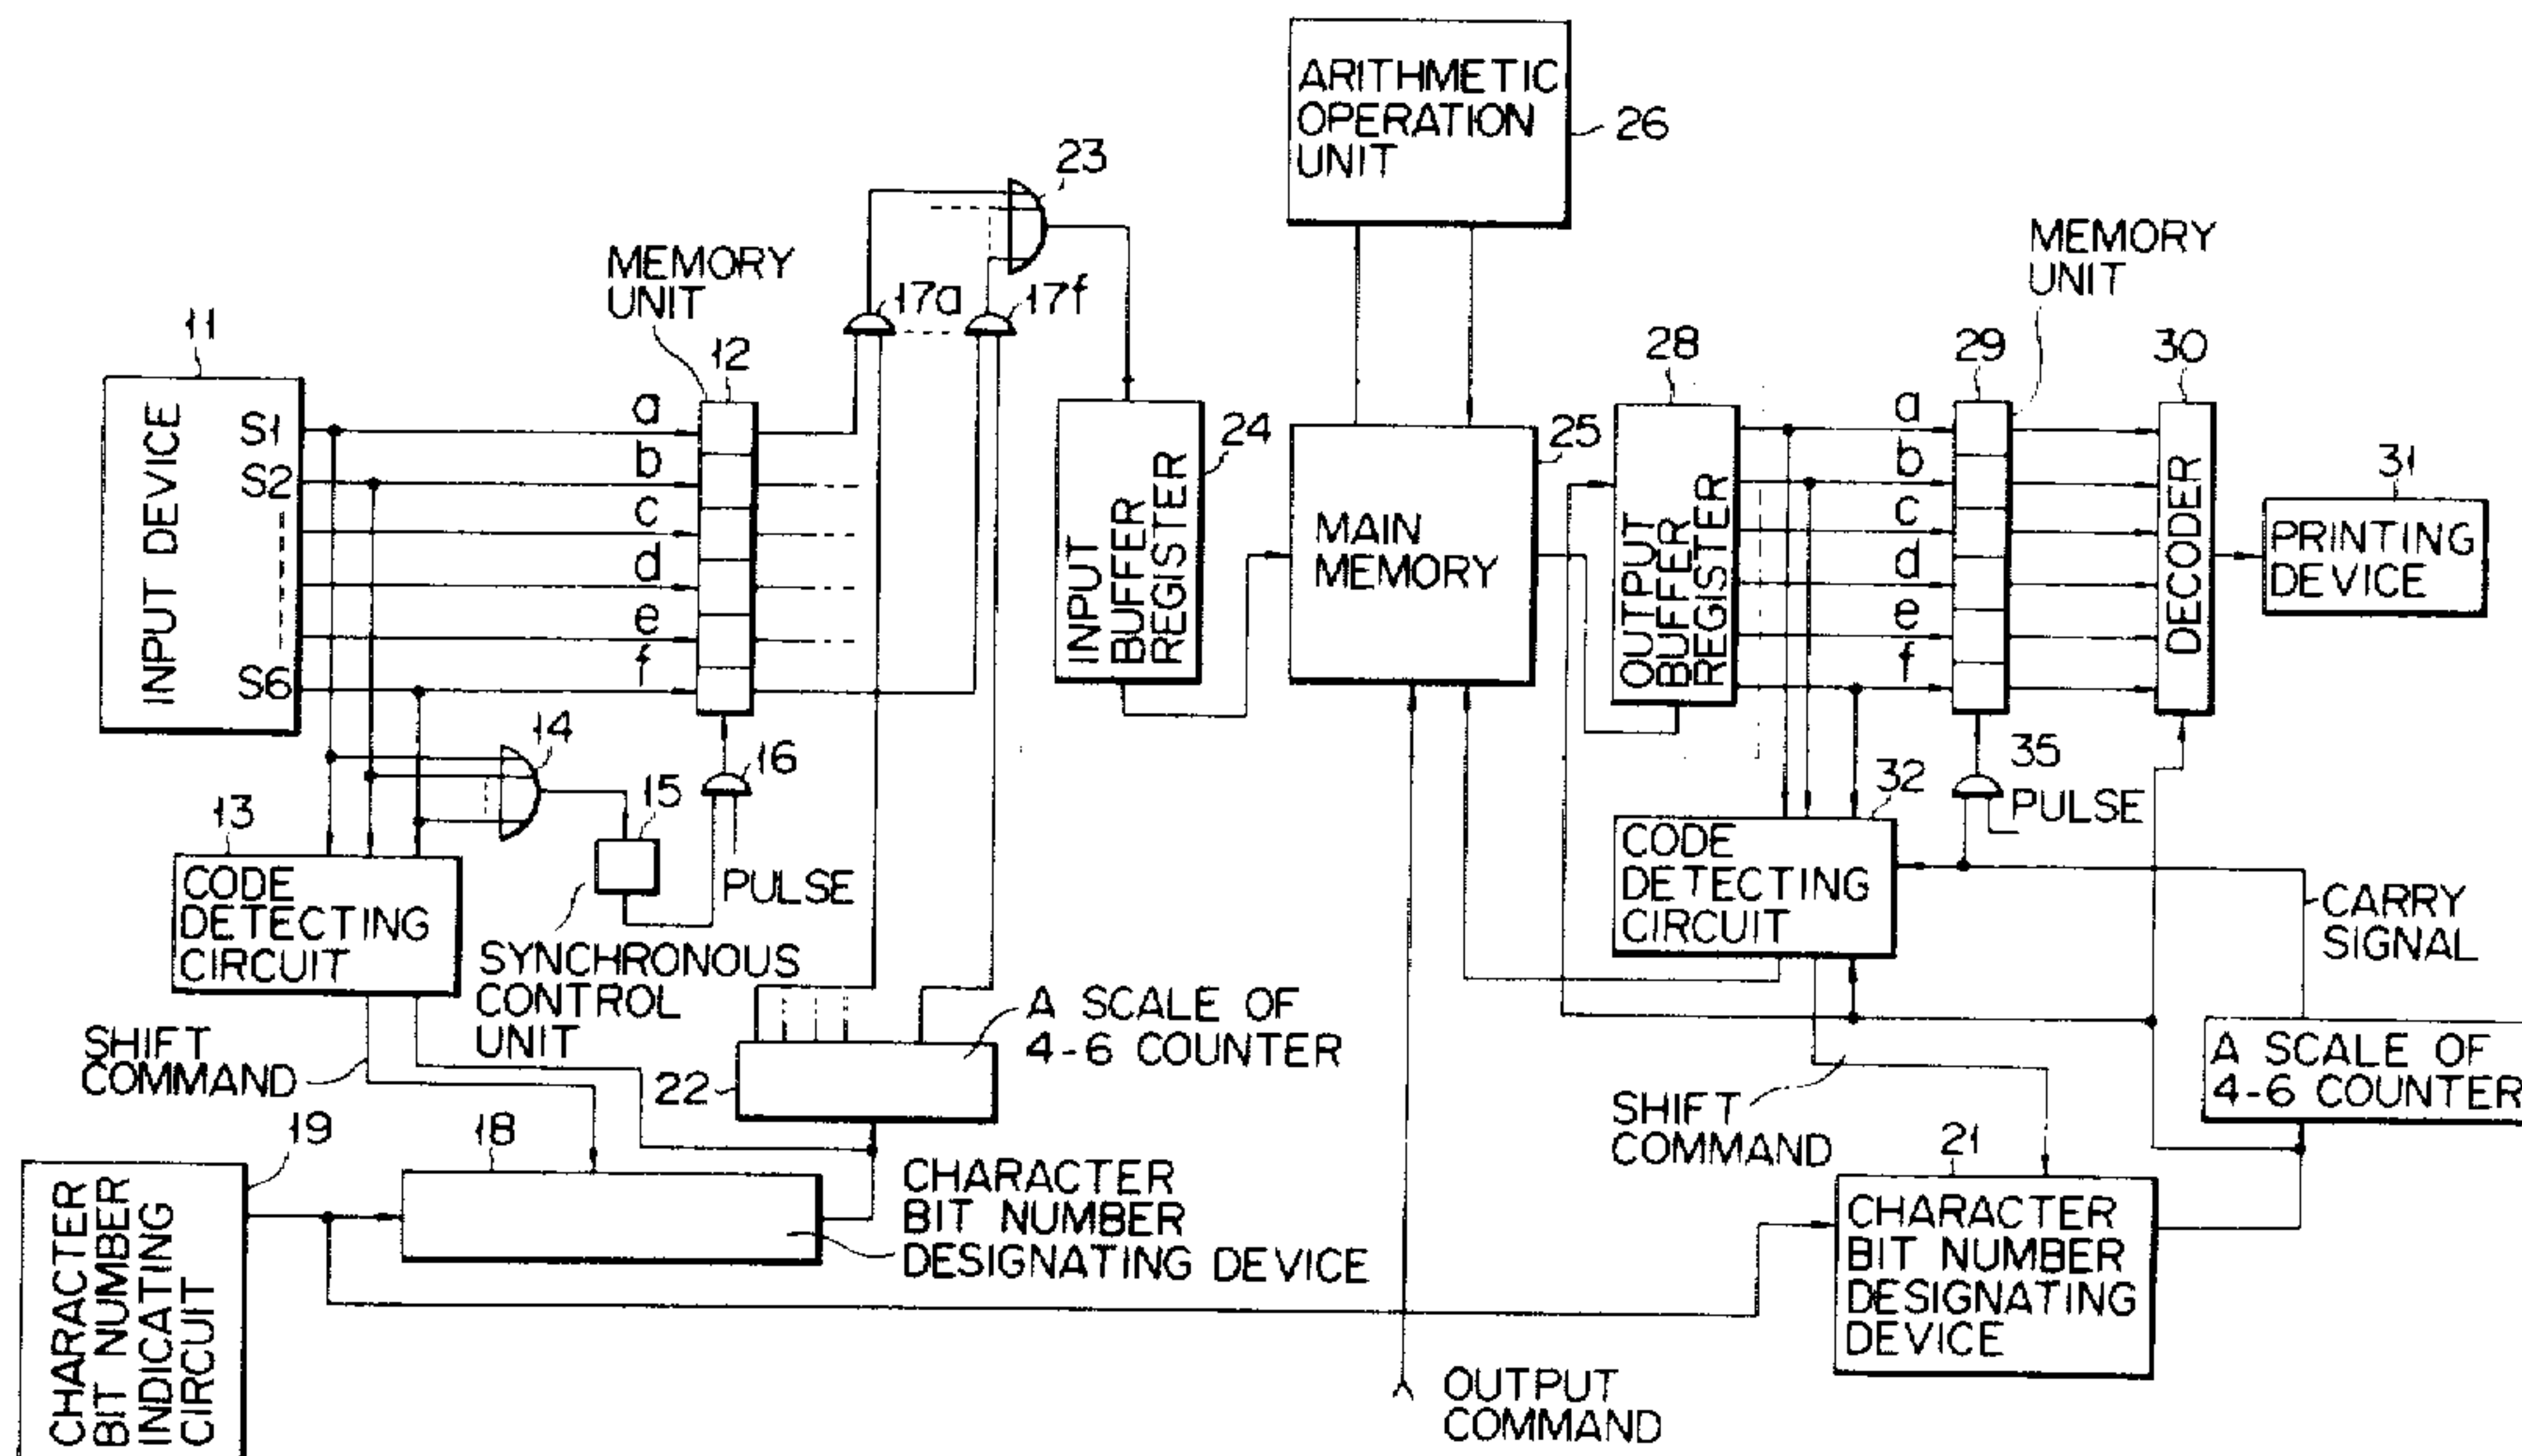 ARITHMETIC
OPERATION
UNIT
26
23
MEMORY
UNIT
17a
17f
MEMORY
UNIT
11
12
INPUT DEVICE
S1
S2
S6
a
b
c
d
e
f
24
INPUT
BUFFER
REGISTER
25
MAIN
MEMORY
28
OUTPUT
BUFFER
REGISTER
a
b
c
d
e
f
29
30
DECODER
31
PRINTING
DEVICE
14
15
16
PULSE
13
CODE
DETECTING
CIRCUIT
SYNCHRONOUS
CONTROL
UNIT
SHIFT
COMMAND
35
PULSE
32
CODE
DETECTING
CIRCUIT
CARRY
SIGNAL
A SCALE OF
4-6 COUNTER
22
A SCALE OF
4-6 COUNTER
SHIFT
COMMAND
19
18
CHARACTER
BIT NUMBER
INDICATING
CIRCUIT
CHARACTER
BIT NUMBER
DESIGNATING DEVICE
21
CHARACTER
BIT NUMBER
DESIGNATING
DEVICE
OUTPUT
COMMAND